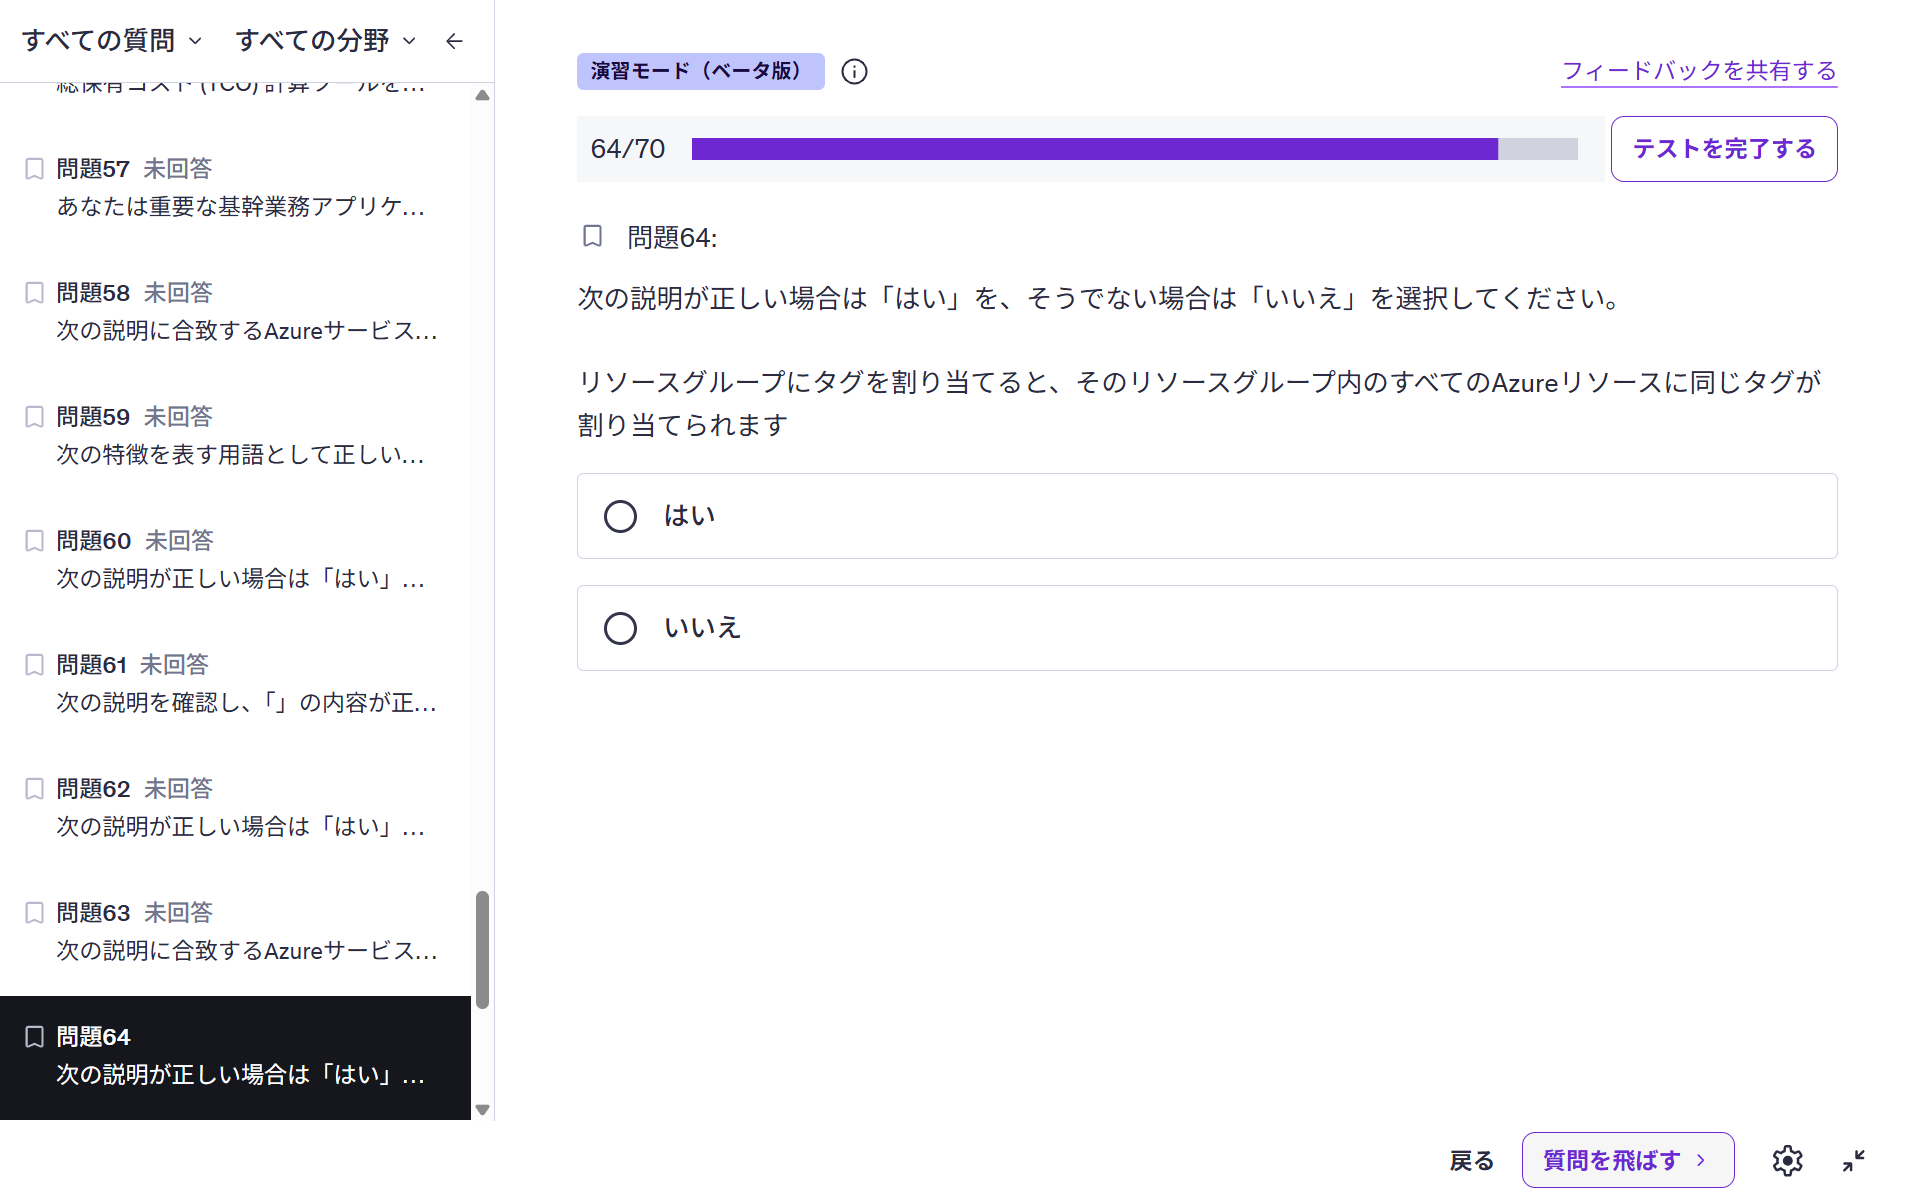 すべての質問
すべての分野
総保有コスト (TCO) 計算ツールを...
問題57 未回答
あなたは重要な基幹業務アプリケ...
問題58 未回答
次の説明に合致するAzureサービス...
問題59 未回答
次の特徴を表す用語として正しい...
問題60 未回答
次の説明が正しい場合は「はい」...
問題61 未回答
次の説明を確認し、「」の内容が正...
問題62 未回答
次の説明が正しい場合は「はい」...
問題63 未回答
次の説明に合致するAzureサービス...
問題64
次の説明が正しい場合は「はい」...
演習モード（ベータ版）
フィードバックを共有する
64/70
テストを完了する
問題64:
次の説明が正しい場合は「はい」を、そうでない場合は「いいえ」を選択してください。
リソースグループにタグを割り当てると、そのリソースグループ内のすべてのAzureリソースに同じタグが
割り当てられます
はい
いいえ
戻る
質問を飛ばす